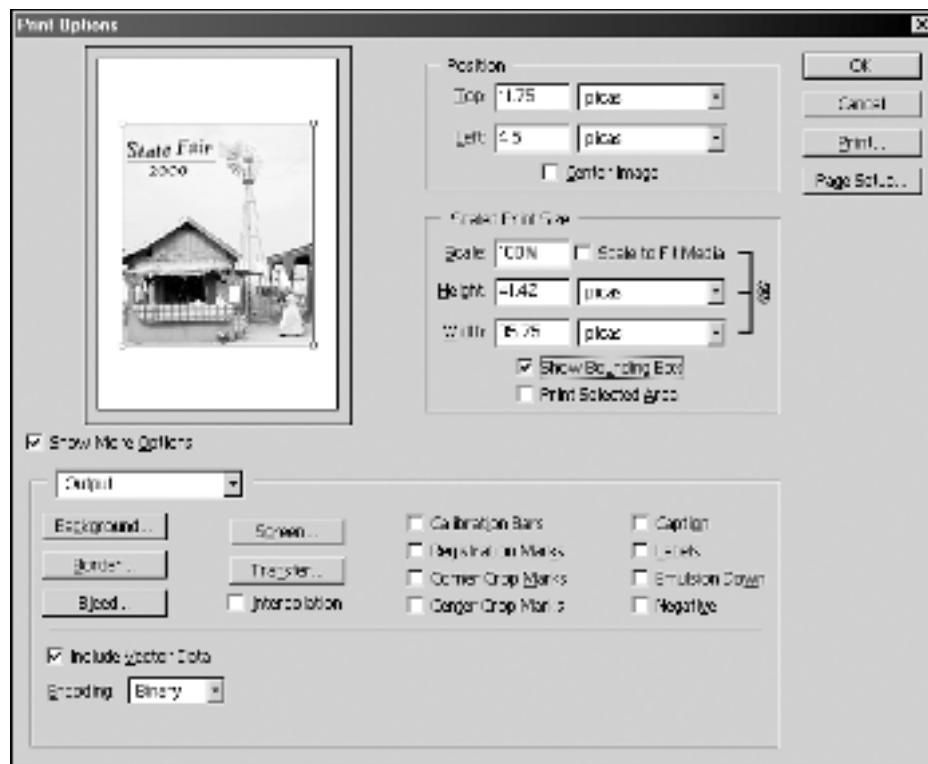 Print Options
State Fair
2000
Position
Top: 11.75 picas
Left: 4.5 picas
Center Image
OK
Cancel
Print...
Page Setup...
Scaled Print Size
Scale: 100% Scale to Fit Media
Height: picas
Width: picas
Show Bounding Box
Print Selected Area
Show More Options
Output
Background...
Border...
Bleed...
Screen...
Transfer...
Interpolation
Calibration Bars
Registration Marks
Corner Crop Marks
Center Crop Marks
Caption
Labels
Emulsion Down
Negative
Include Vector Data
Encoding: Binary